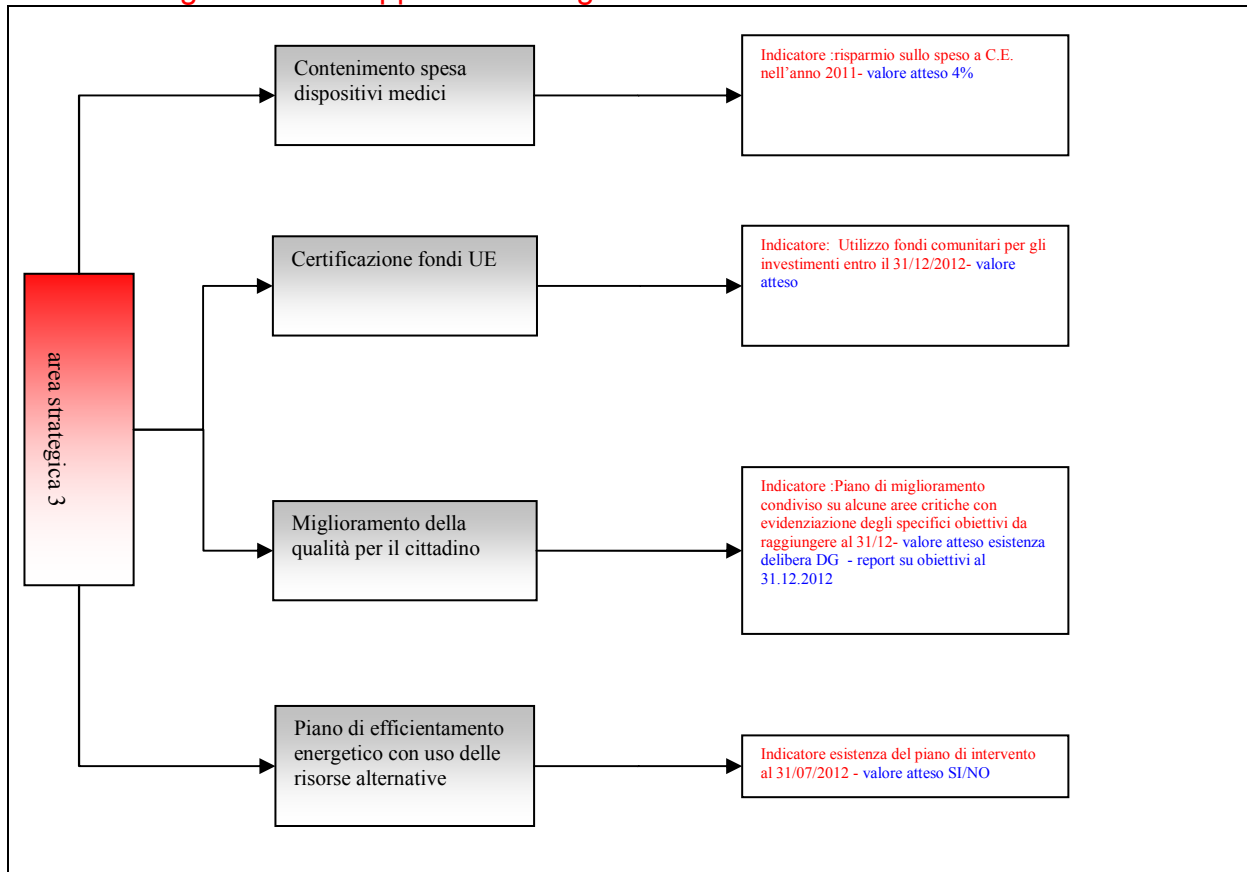 Contenimento spesa
dispositivi medici
Indicatore :risparmio sullo speso a C.E.
nell'anno 2011- valore atteso 4%
Certificazione fondi UE
Indicatore:  Utilizzo fondi comunitari per gli
investimenti entro il 31/12/2012- valore
atteso
area strategica 3
Miglioramento della
qualità per il cittadino
Indicatore :Piano di miglioramento
condiviso su alcune aree critiche con
evidenziazione degli specifici obiettivi da
raggiungere al 31/12- valore atteso esistenza
delibera DG  - report su obiettivi al
31.12.2012
Piano di efficientamento
energetico con uso delle
risorse alternative
Indicatore esistenza del piano di intervento
al 31/07/2012 - valore atteso SI/NO